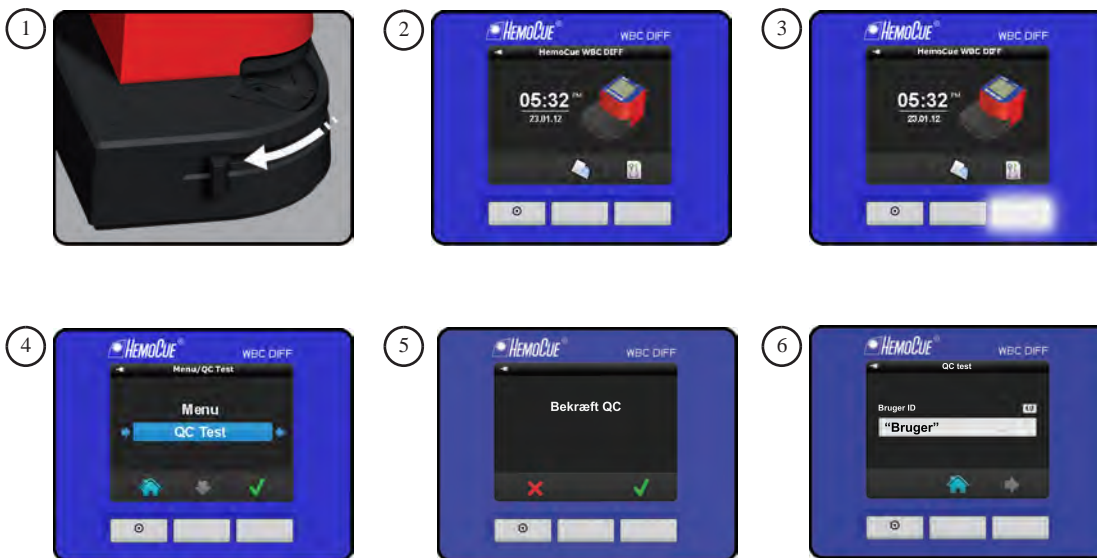 1
2
HemoCue®
WBC DIFF
HemoCue WBC DIFF
05:32 PM
23.01.12
3
HemoCue®
WBC DIFF
HemoCue WBC DIFF
05:32 PM
23.01.12
4
HemoCue®
WBC DIFF
Menu/QC Test
Menu
QC Test
5
HemoCue®
WBC DIFF
Bekræft QC
6
HemoCue®
WBC DIFF
QC test
Bruger ID
“Bruger”